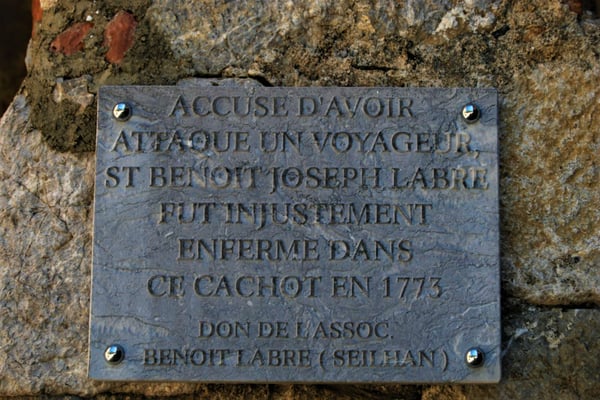 ACCUSE D'AVOIR
ATTAQUE UN VOYAGEUR,
ST BENOIT JOSEPH LABRE
FUT INJUSTEMENT
ENFERME DANS
CE CACHOT EN 1773
DON DE L'ASSOC.
BENOIT LABRE ( SEILHAN )